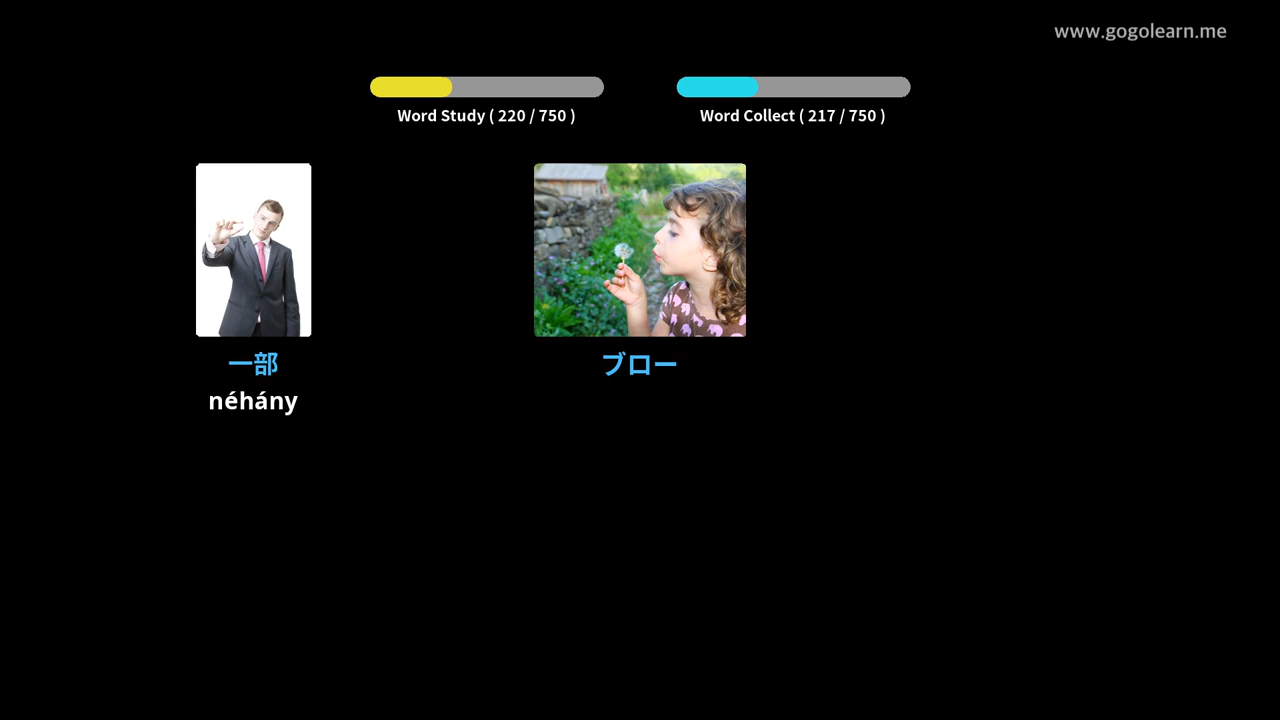 www.gogolearn.me
Word Study ( 220 / 750 )
Word Collect ( 217 / 750 )
一部
néhány
ブロー